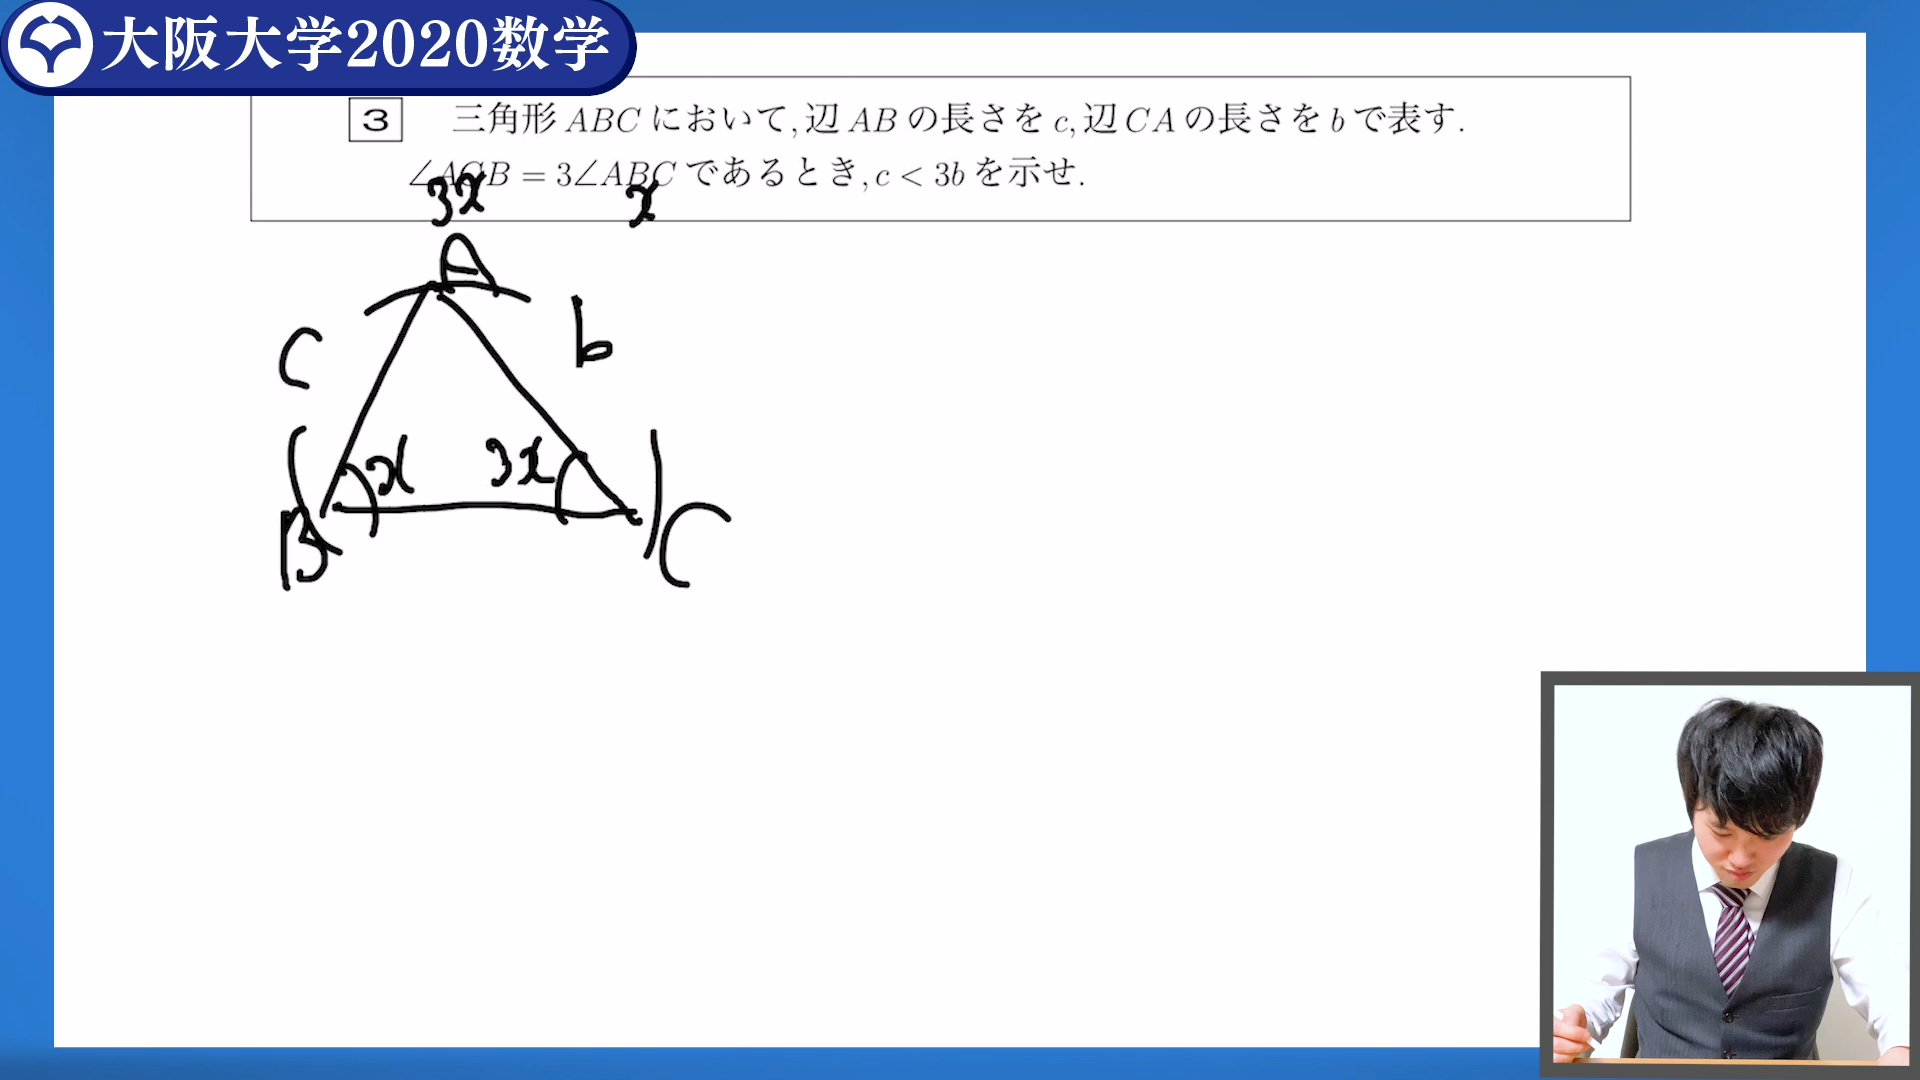 大阪大学2020数学
3 三角形 ABC において, 辺 AB の長さを c, 辺 CA の長さを b で表す.
∠ACB = 3∠ABC であるとき, c < 3b を示せ.
3x x
A
c b
x 3x
B C